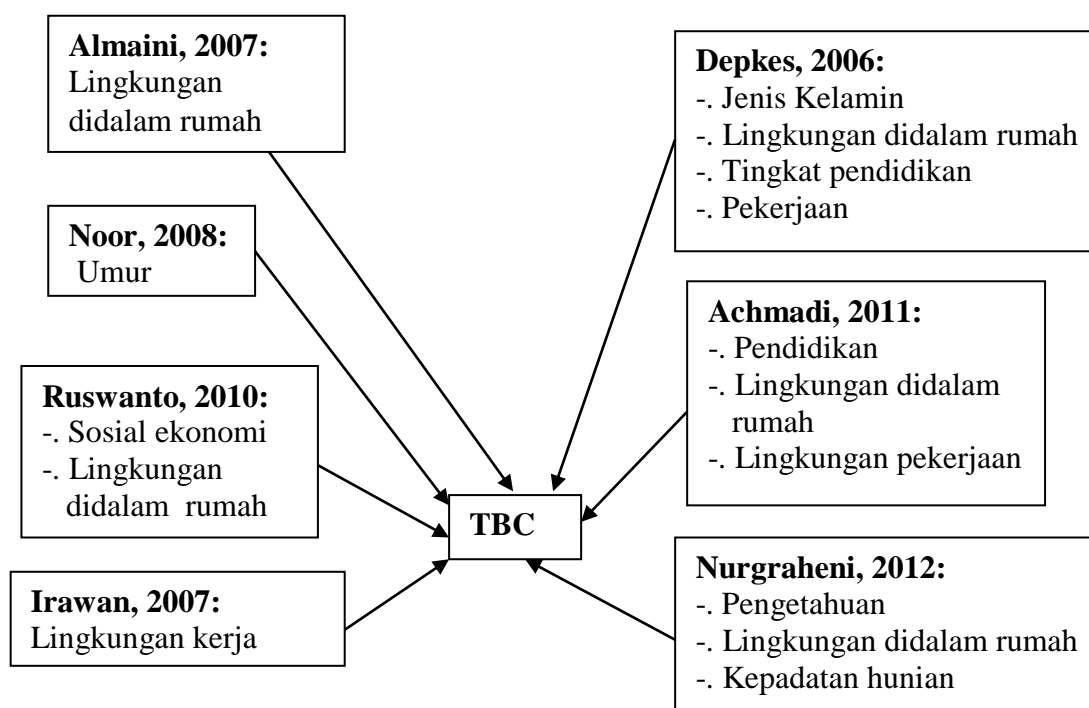 Almaini, 2007:
Lingkungan
didalam rumah
Noor, 2008:
Umur
Ruswanto, 2010:
-. Sosial ekonomi
-. Lingkungan
didalam rumah
Irawan, 2007:
Lingkungan kerja
TBC
Depkes, 2006:
-. Jenis Kelamin
-. Lingkungan didalam rumah
-. Tingkat pendidikan
-. Pekerjaan
Achmadi, 2011:
-. Pendidikan
-. Lingkungan didalam
rumah
-. Lingkungan pekerjaan
Nurgraheni, 2012:
-. Pengetahuan
-. Lingkungan didalam rumah
-. Kepadatan hunian